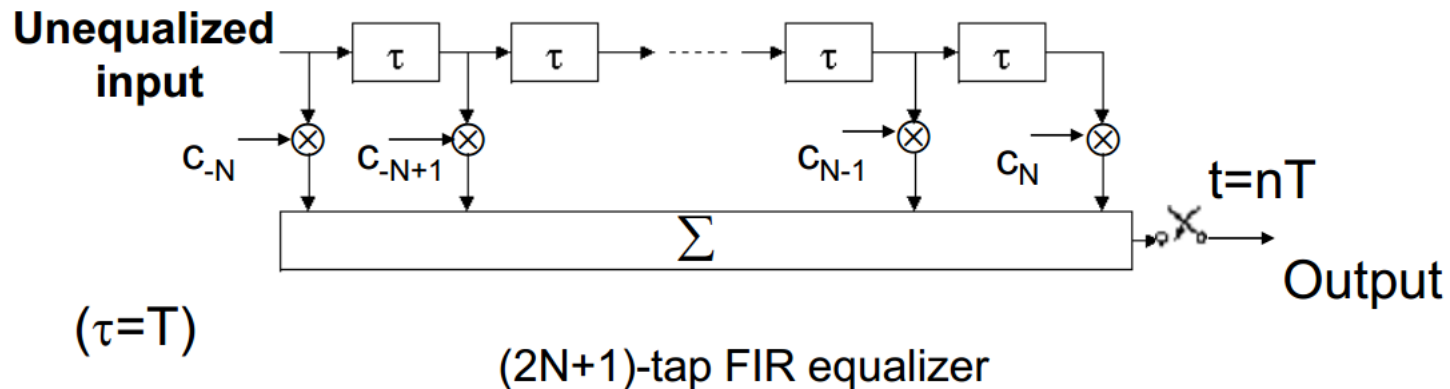 Unequalized
input
τ τ τ τ
c-N c-N+1 cN-1 cN
t=nT
Σ
Output
(τ=T)
(2N+1)-tap FIR equalizer